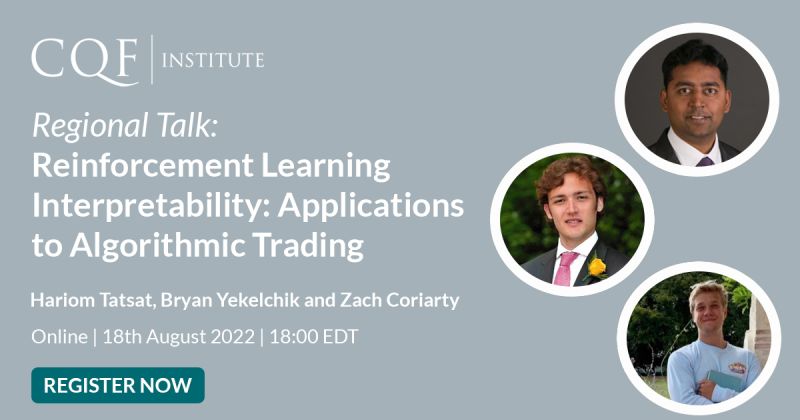 CQF INSTITUTE
Regional Talk:
Reinforcement Learning
Interpretability: Applications
to Algorithmic Trading
Hariom Tatsat, Bryan Yekelchik and Zach Coriarty
Online | 18th August 2022 | 18:00 EDT
REGISTER NOW